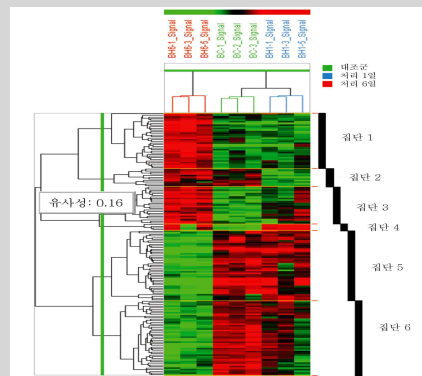 BH6-1_Signal
BH6-3_Signal
BH6-5_Signal
BC-1_Signal
BC-2_Signal
BC-3_Signal
BH1-1_Signal
BH1-3_Signal
BH1-5_Signal
대조군
처리 1일
처리 6일
집단 1
집단 2
유사성: 0.16
집단 3
집단 4
집단 5
집단 6